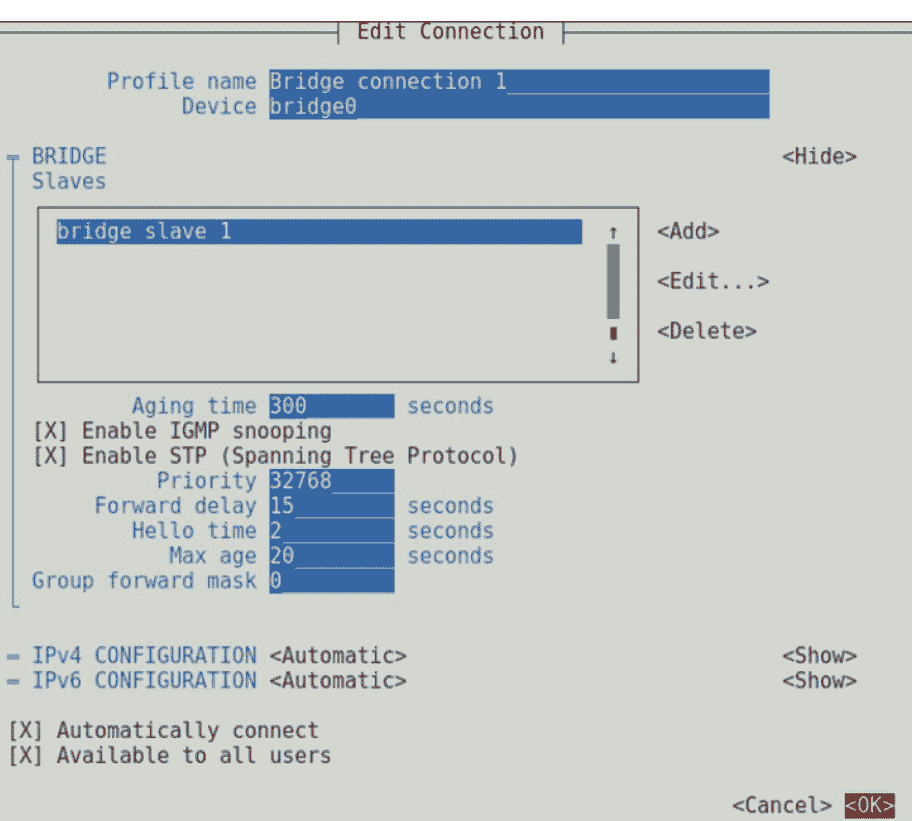 Edit Connection
Profile name Bridge connection 1
Device bridge0
BRIDGE <Hide>
Slaves
bridge slave 1 ↑ <Add>
<Edit...>
<Delete>
↓
Aging time 300 seconds
[X] Enable IGMP snooping
[X] Enable STP (Spanning Tree Protocol)
Priority 32768
Forward delay 15 seconds
Hello time 2 seconds
Max age 20 seconds
Group forward mask 0
IPv4 CONFIGURATION <Automatic> <Show>
IPv6 CONFIGURATION <Automatic> <Show>
[X] Automatically connect
[X] Available to all users
<Cancel> <OK>